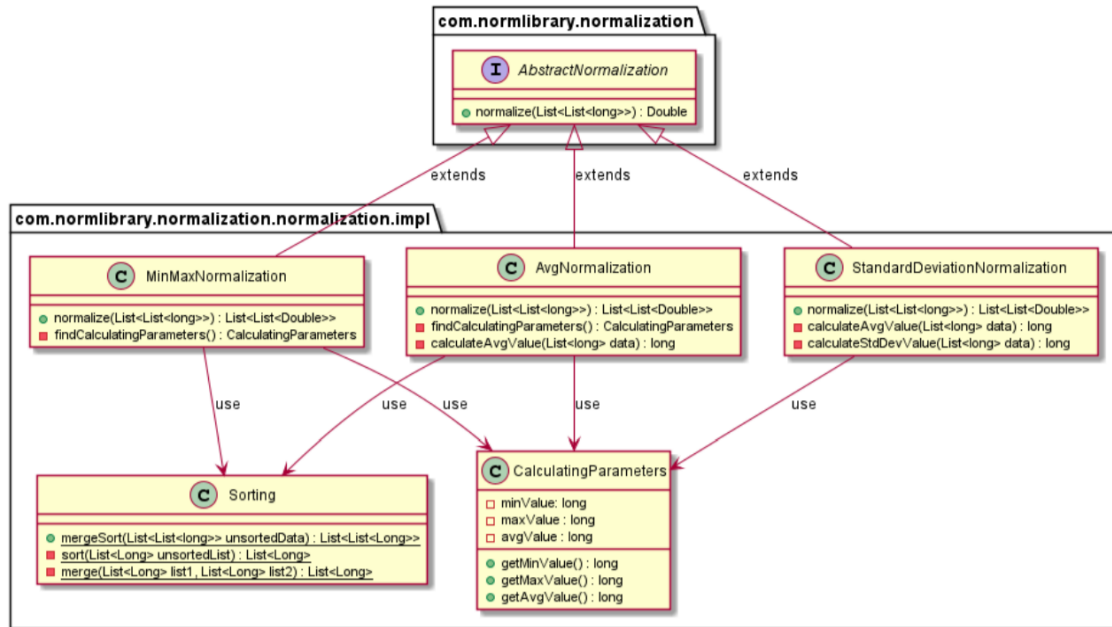 com.normlibrary.normalization
I AbstractNormalization
normalize(List<List<long>>) : Double
extends
extends
extends
com.normlibrary.normalization.normalization.impl
C MinMaxNormalization
normalize(List<List<long>>) : List<List<Double>>
findCalculatingParameters() : CalculatingParameters
C AvgNormalization
normalize(List<List<long>>) : List<List<Double>>
findCalculatingParameters() : CalculatingParameters
calculateAvgValue(List<long> data) : long
C StandardDeviationNormalization
normalize(List<List<long>>) : List<List<Double>>
calculateAvgValue(List<long> data) : long
calculateStdDevValue(List<long> data) : long
use
use
use
use
use
C Sorting
mergeSort(List<List<long>> unsortedData) : List<List<Long>>
sort(List<Long> unsortedList) : List<Long>
merge(List<Long> list1, List<Long> list2) : List<Long>
C CalculatingParameters
minValue: long
maxValue : long
avgValue : long
getMinValue() : long
getMaxValue() : long
getAvgValue() : long